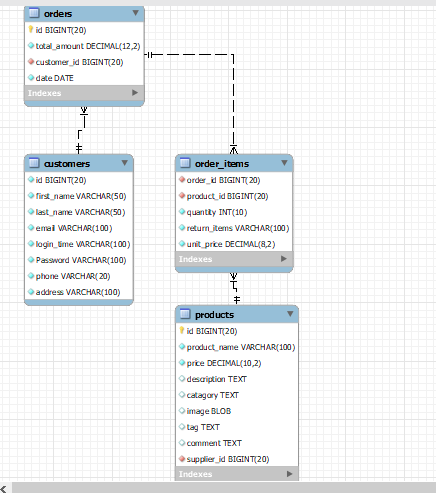 orders
id BIGINT(20)
total_amount DECIMAL(12,2)
customer_id BIGINT(20)
date DATE
Indexes
customers
id BIGINT(20)
first_name VARCHAR(50)
last_name VARCHAR(50)
email VARCHAR(100)
login_time VARCHAR(100)
Password VARCHAR(100)
phone VARCHAR(20)
address VARCHAR(100)
order_items
order_id BIGINT(20)
product_id BIGINT(20)
quantity INT(10)
return_items VARCHAR(100)
unit_price DECIMAL(8,2)
Indexes
products
id BIGINT(20)
product_name VARCHAR(100)
price DECIMAL(10,2)
description TEXT
catagory TEXT
image BLOB
tag TEXT
comment TEXT
supplier_id BIGINT(20)
Indexes